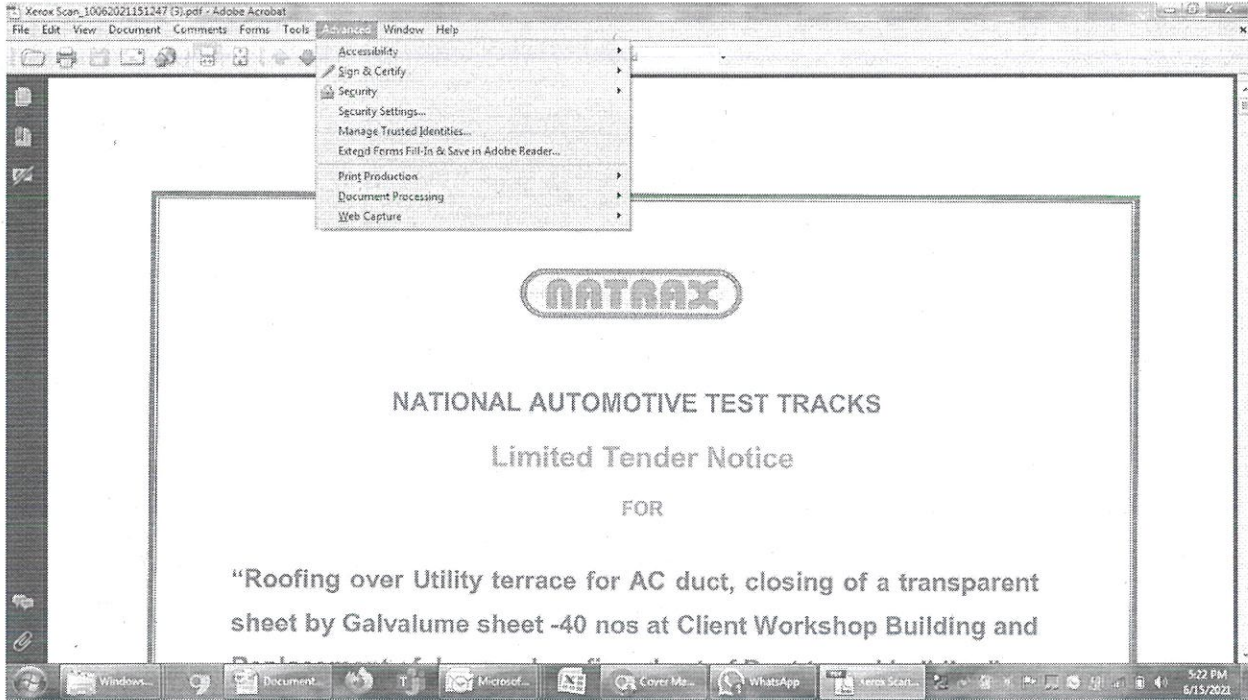 Xerox Scan_10062021151247 (3).pdf - Adobe Acrobat
File Edit View Document Comments Forms Tools Advanced Window Help
Accessibility
Sign & Certify
Security
Security Settings...
Manage Trusted Identities...
Extend Forms Fill-In & Save in Adobe Reader...
Print Production
Document Processing
Web Capture
NATRAX
NATIONAL AUTOMOTIVE TEST TRACKS
Limited Tender Notice
FOR
“Roofing over Utility terrace for AC duct, closing of a transparent
sheet by Galvalume sheet -40 nos at Client Workshop Building and
Windows... Document... Microsof... Cover Me... WhatsApp Xerox Scan... 5:22 PM
6/15/2021